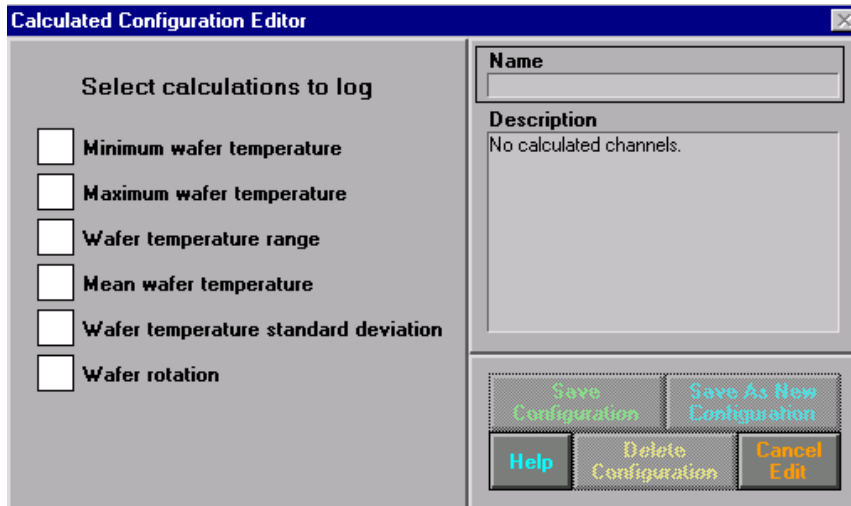 Calculated Configuration Editor
Select calculations to log
Minimum wafer temperature
Maximum wafer temperature
Wafer temperature range
Mean wafer temperature
Wafer temperature standard deviation
Wafer rotation
Name
Description
No calculated channels.
Save
Configuration
Save As New
Configuration
Help
Delete
Configuration
Cancel
Edit